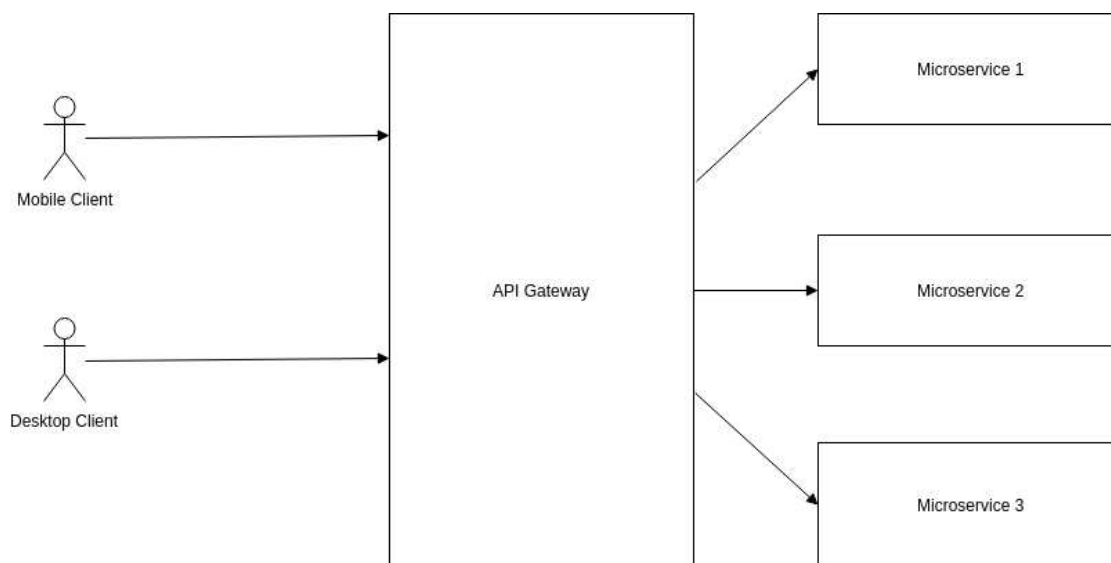 Mobile Client
Desktop Client
API Gateway
Microservice 1
Microservice 2
Microservice 3